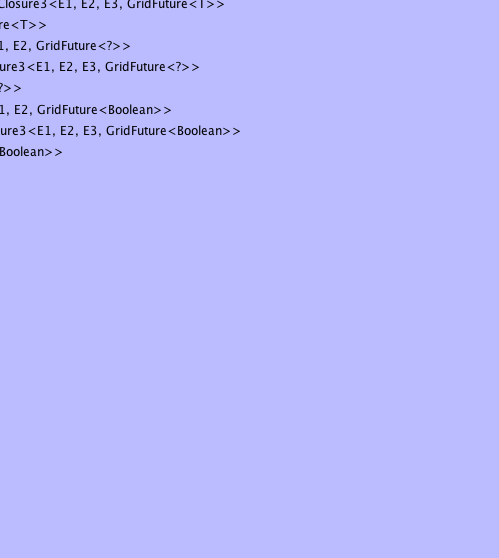 Closure3<E1, E2, E3, GridFuture<T>>
re<T>>
1, E2, GridFuture<?>>
ure3<E1, E2, E3, GridFuture<?>>
?>>
1, E2, GridFuture<Boolean>>
ure3<E1, E2, E3, GridFuture<Boolean>>
Boolean>>